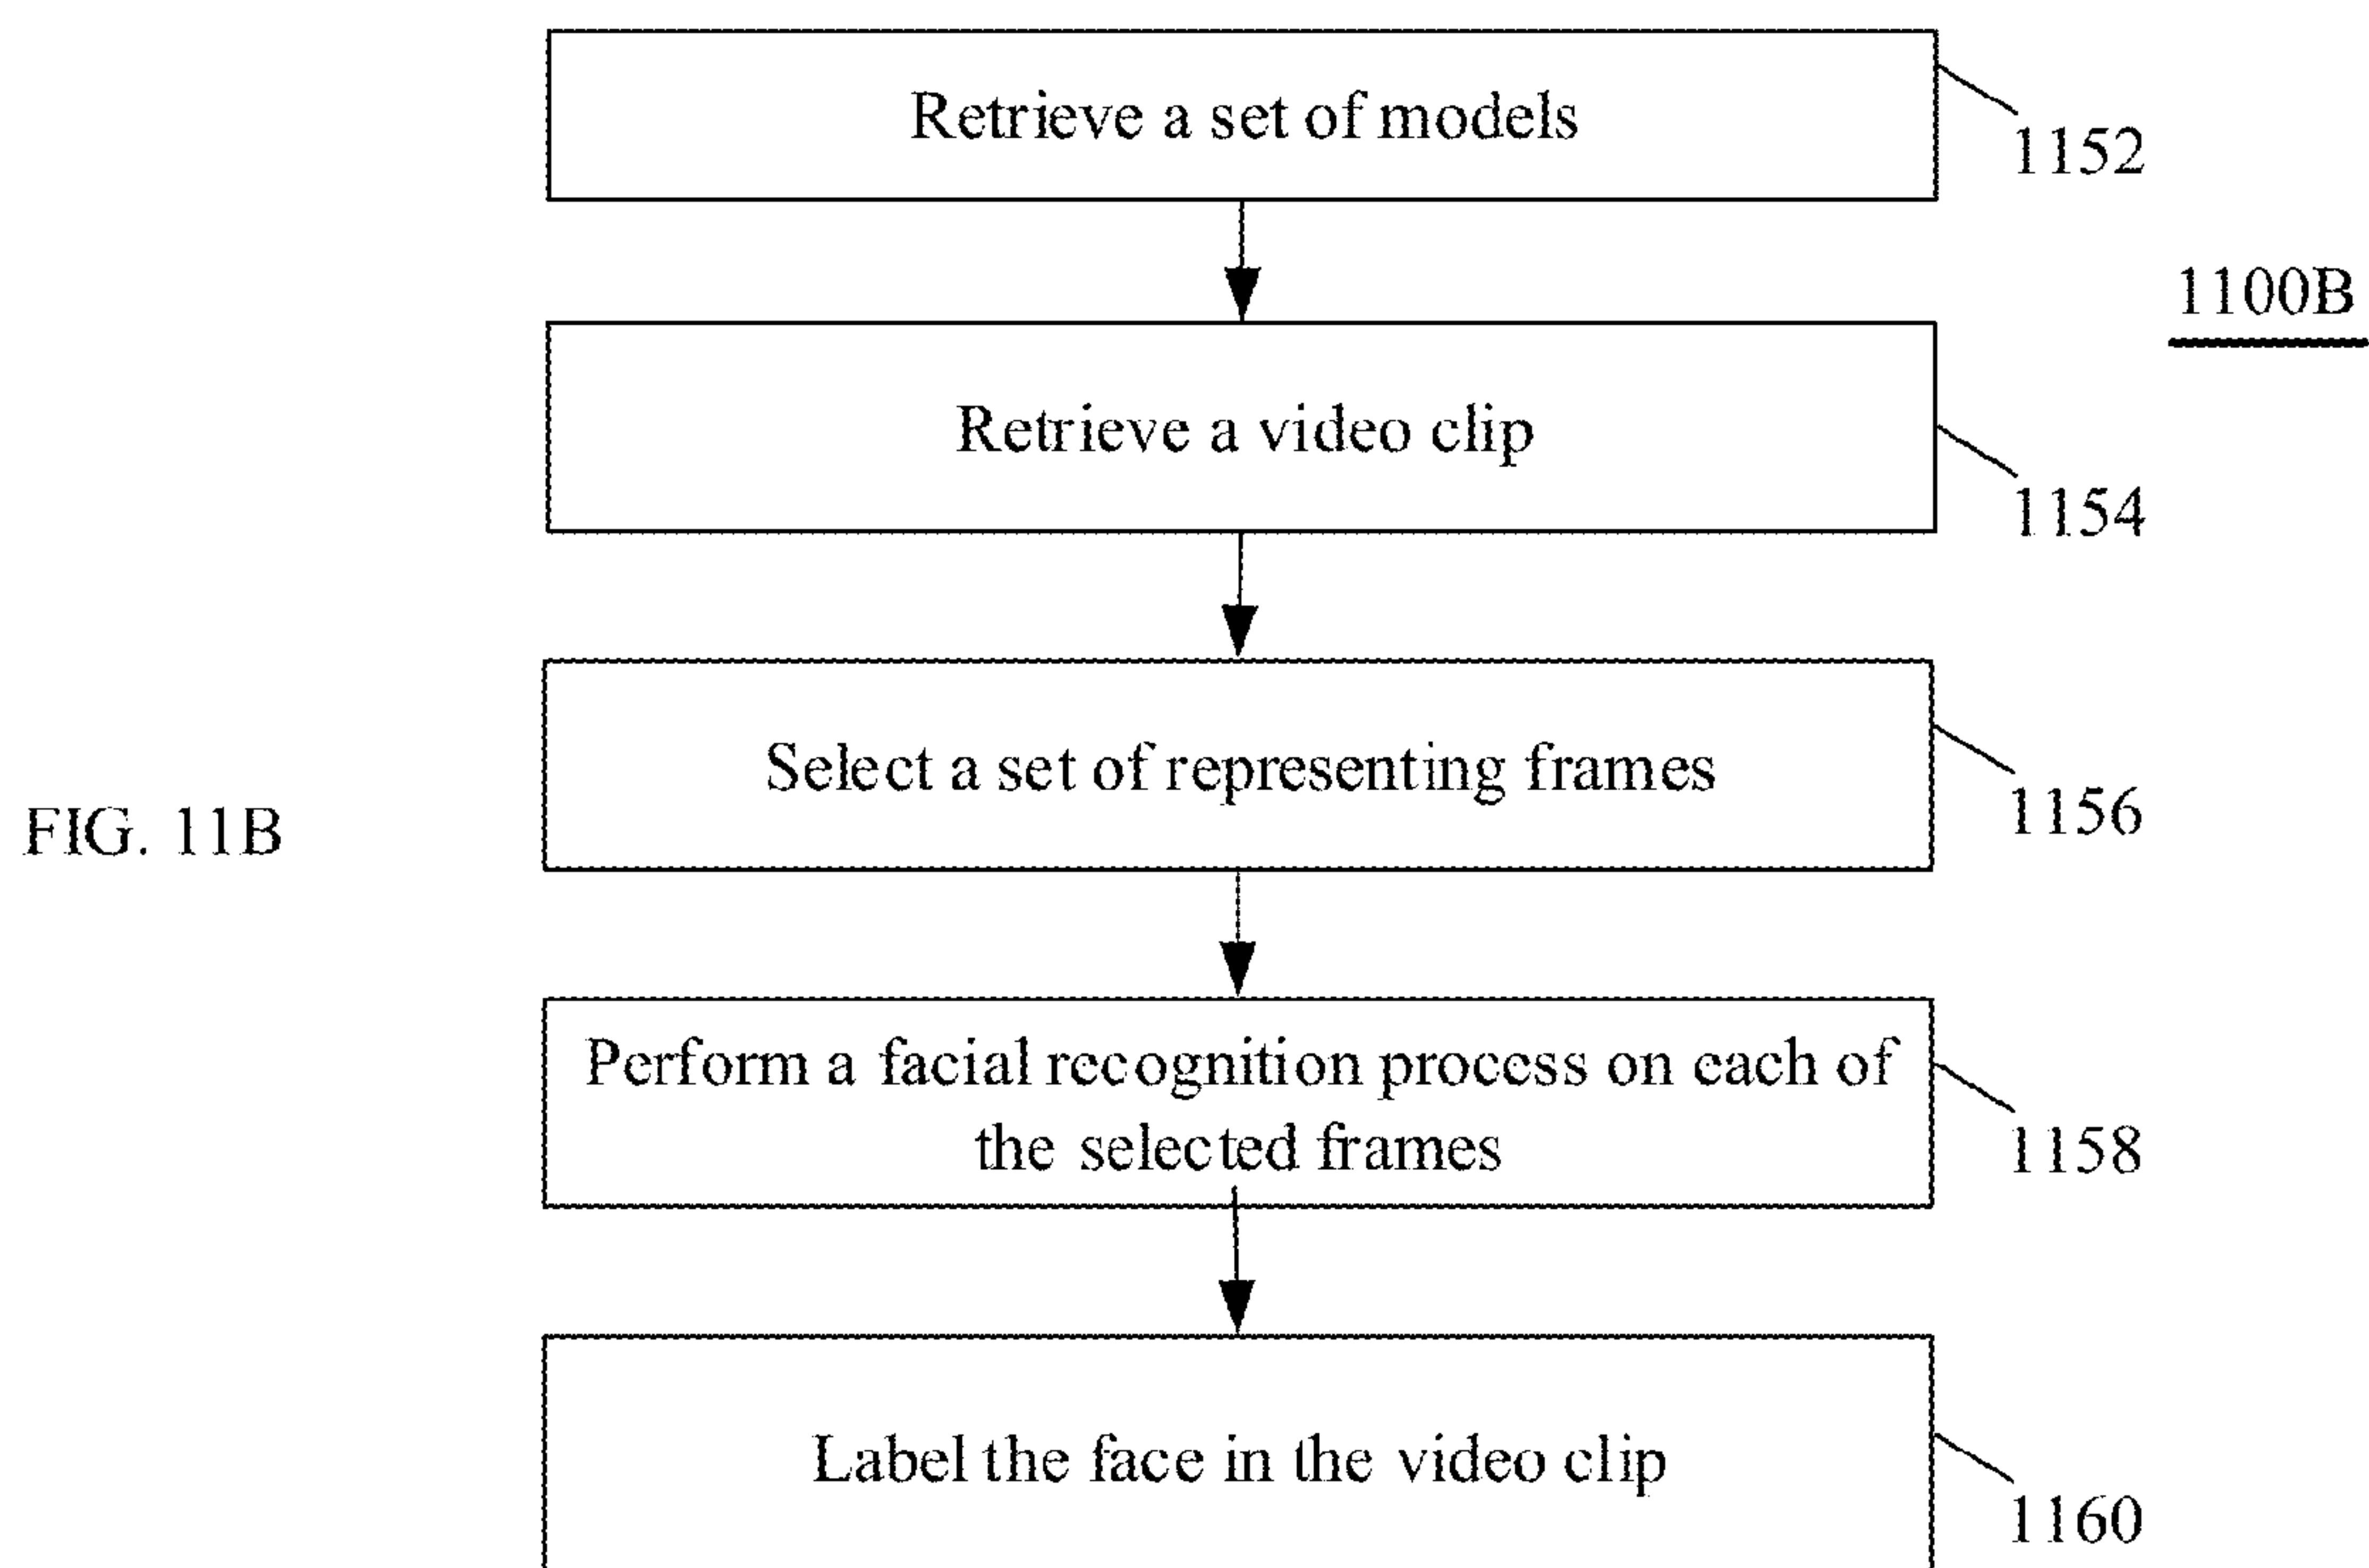 Retrieve a set of models
1152
1100B
Retrieve a video clip
1154
Select a set of representing frames
1156
FIG. 11B
Perform a facial recognition process on each of
the selected frames
1158
Label the face in the video clip
1160